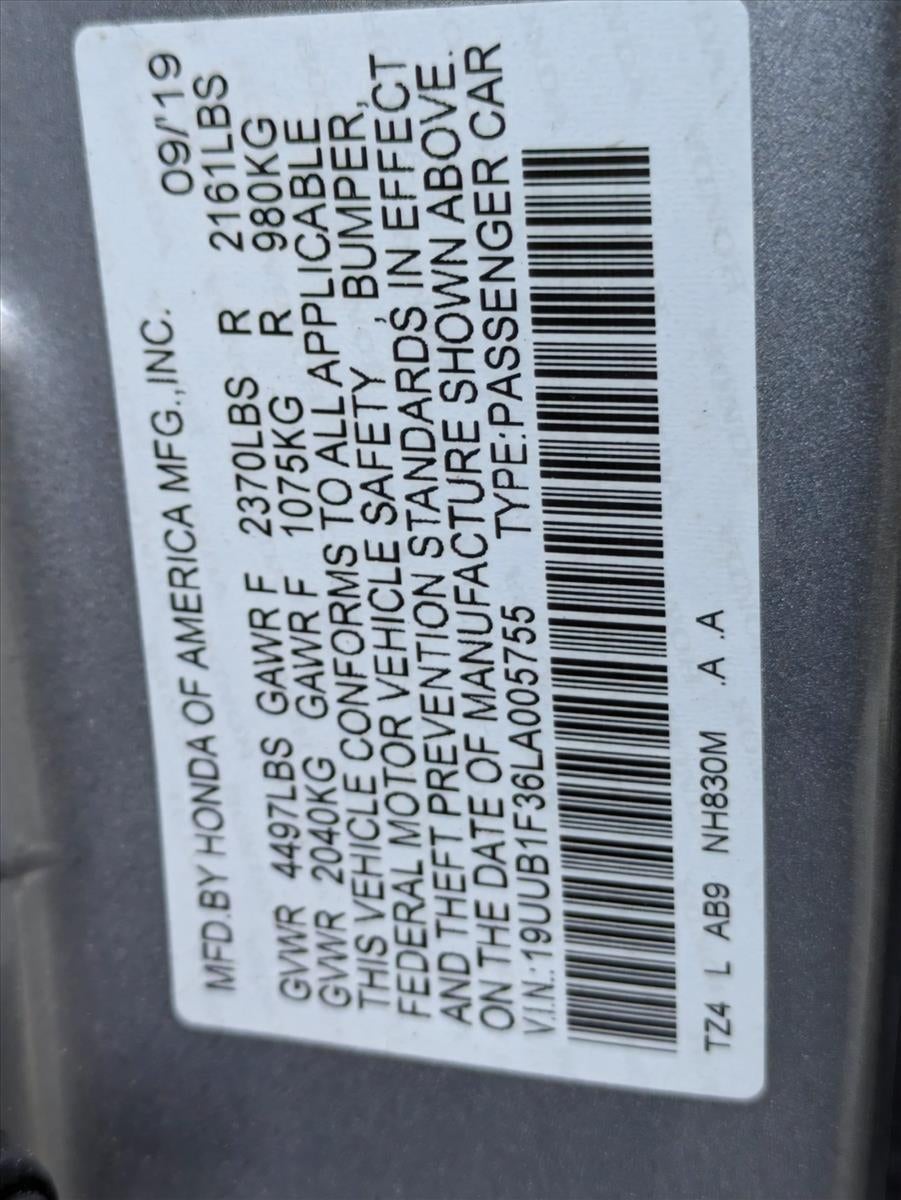 MFD.BY HONDA OF AMERICA MFG.,INC. 09/'19
GVWR 4497LBS GAWR F 2370LBS R 2161LBS
GVWR 2040KG GAWR F 1075KG R 980KG
THIS VEHICLE CONFORMS TO ALL APPLICABLE
FEDERAL MOTOR VEHICLE SAFETY , BUMPER,
AND THEFT PREVENTION STANDARDS IN EFFECT
ON THE DATE OF MANUFACTURE SHOWN ABOVE.
V.I.N.:19UUB1F36LA005755 TYPE:PASSENGER CAR
TZ4 L AB9 NH830M .A .A